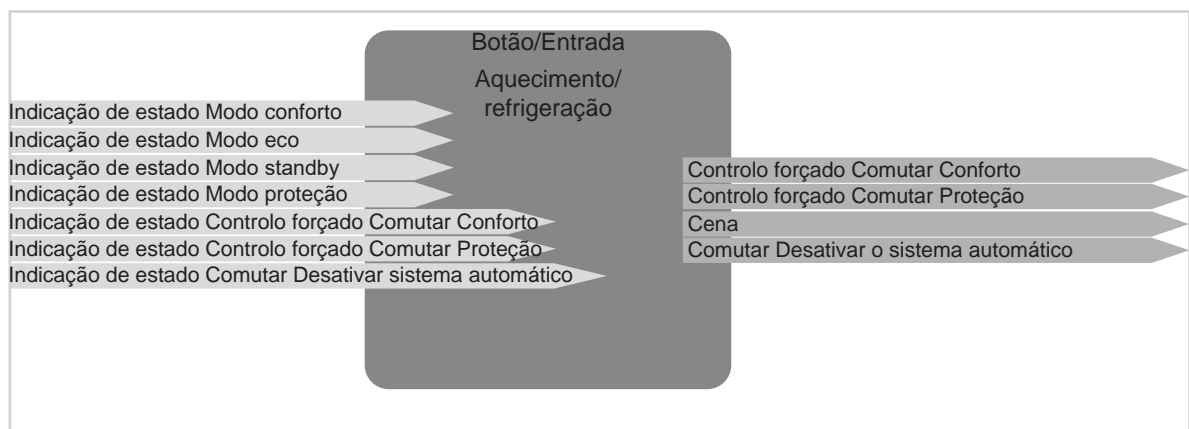 Botão/Entrada
Aquecimento/
refrigeração
Indicação de estado Modo conforto
Indicação de estado Modo eco
Indicação de estado Modo standby
Indicação de estado Modo proteção
Indicação de estado Controlo forçado Comutar Conforto
Indicação de estado Controlo forçado Comutar Proteção
Indicação de estado Comutar Desativar sistema automático
Controlo forçado Comutar Conforto
Controlo forçado Comutar Proteção
Cena
Comutar Desativar o sistema automático